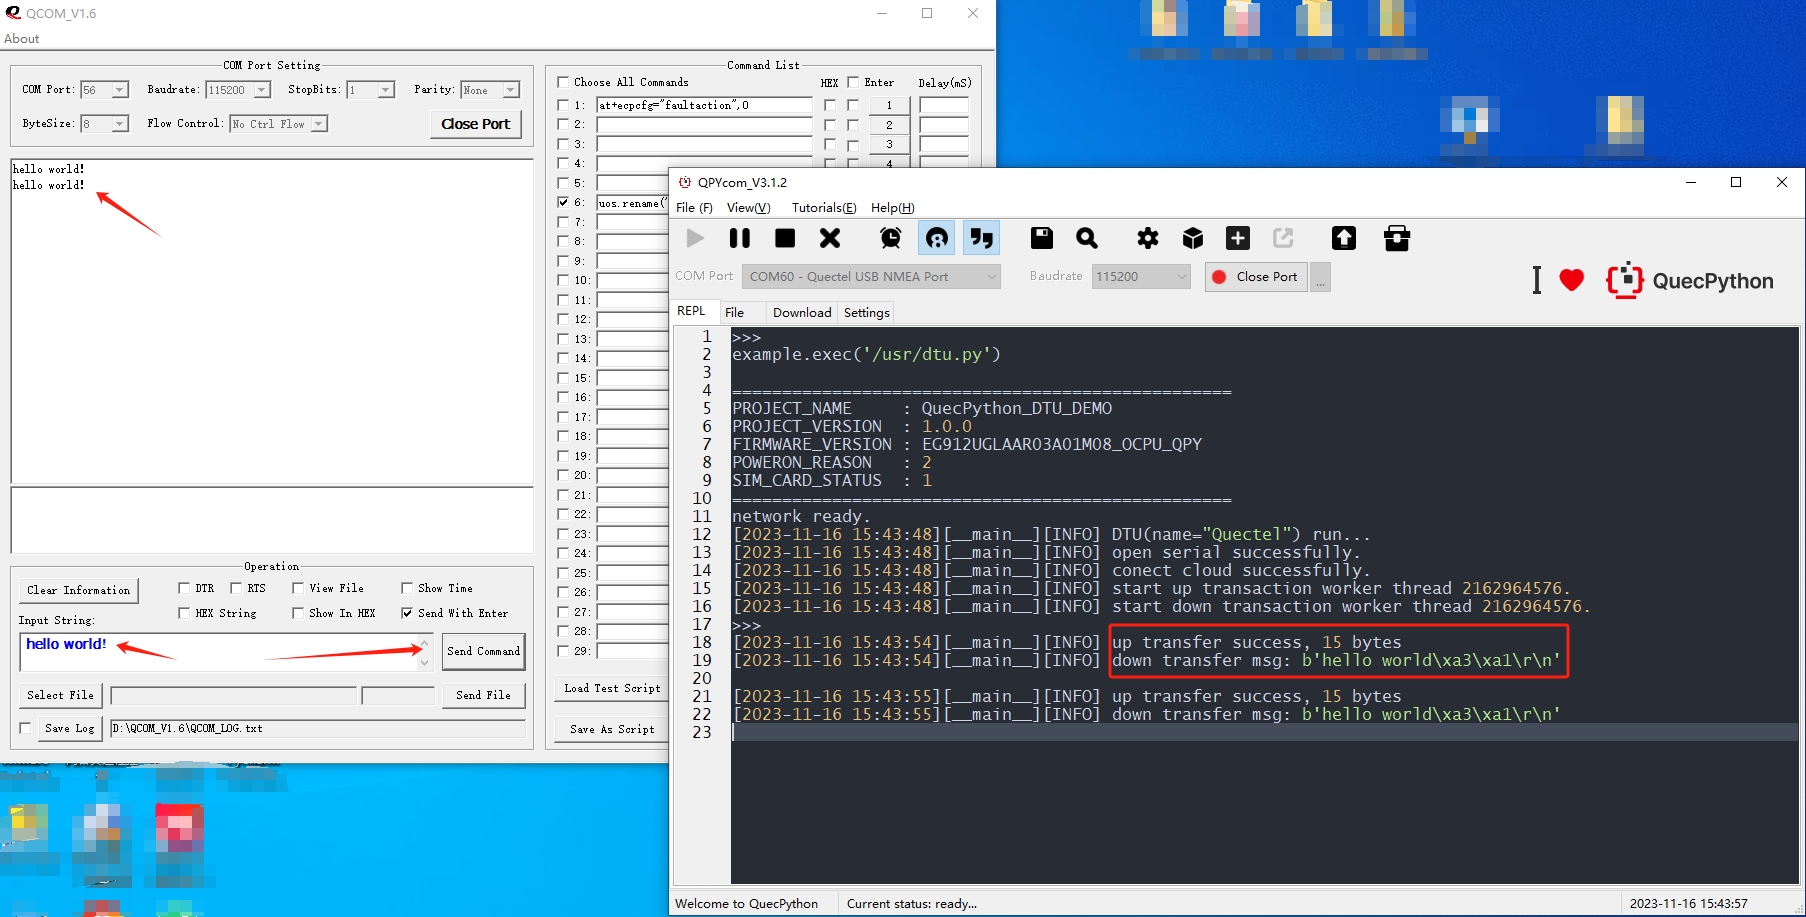 QCOM_V1.6
About
COM Port Setting
COM Port: 56 Baudrate: 115200 StopBits: 1 Parity: None
ByteSize: 8 Flow Control: No Ctrl Flow Close Port
hello world!
hello world!
Operation
Clear Information DTR RTS View File Show Time
HEX String Show In HEX Send With Enter
Input String:
hello world! Send Command
Select File Send File
Save Log D:\QCOM_V1.6\QCOM_LOG.txt
Command List
Choose All Commands HEX Enter Delay(mS)
1: at+ecpcfg="faultaction",0 1
2: 2
3: 3
4: 4
5:
6: uos.rename('
7:
8:
9:
10:
11:
12:
13:
14:
15:
16:
17:
18:
19:
20:
21:
22:
23:
24:
25:
26:
27:
28:
29:
Load Test Script
Save As Script
QPYcom_V3.1.2
File (F) View(V) Tutorials(E) Help(H)
COM Port COM60 - Quectel USB NMEA Port Baudrate 115200 Close Port ...
QuecPython
REPL File Download Settings
1 >>>
2 example.exec('/usr/dtu.py')
3
4 ==================================================
5 PROJECT_NAME : QuecPython_DTU_DEMO
6 PROJECT_VERSION : 1.0.0
7 FIRMWARE_VERSION : EG912UGLAAR03A01M08_OCPU_QPY
8 POWERON_REASON : 2
9 SIM_CARD_STATUS : 1
10 ==================================================
11 network ready.
12 [2023-11-16 15:43:48][__main__][INFO] DTU(name="Quectel") run...
13 [2023-11-16 15:43:48][__main__][INFO] open serial successfully.
14 [2023-11-16 15:43:48][__main__][INFO] conect cloud successfully.
15 [2023-11-16 15:43:48][__main__][INFO] start up transaction worker thread 2162964576.
16 [2023-11-16 15:43:48][__main__][INFO] start down transaction worker thread 2162964576.
17 >>>
18 [2023-11-16 15:43:54][__main__][INFO] up transfer success, 15 bytes
19 [2023-11-16 15:43:54][__main__][INFO] down transfer msg: b'hello world\xa3\xa1\r\n'
20
21 [2023-11-16 15:43:55][__main__][INFO] up transfer success, 15 bytes
22 [2023-11-16 15:43:55][__main__][INFO] down transfer msg: b'hello world\xa3\xa1\r\n'
23
Welcome to QuecPython Current status: ready... 2023-11-16 15:43:57